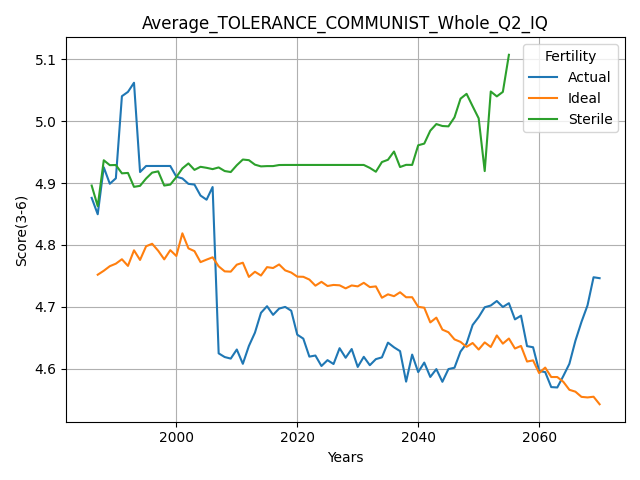 Average_TOLERANCE_COMMUNIST_Whole_Q2_IQ
Fertility
Actual
Ideal
Sterile
Score(3-6)
5.1
5.0
4.9
4.8
4.7
4.6
2000
2020
2040
2060
Years